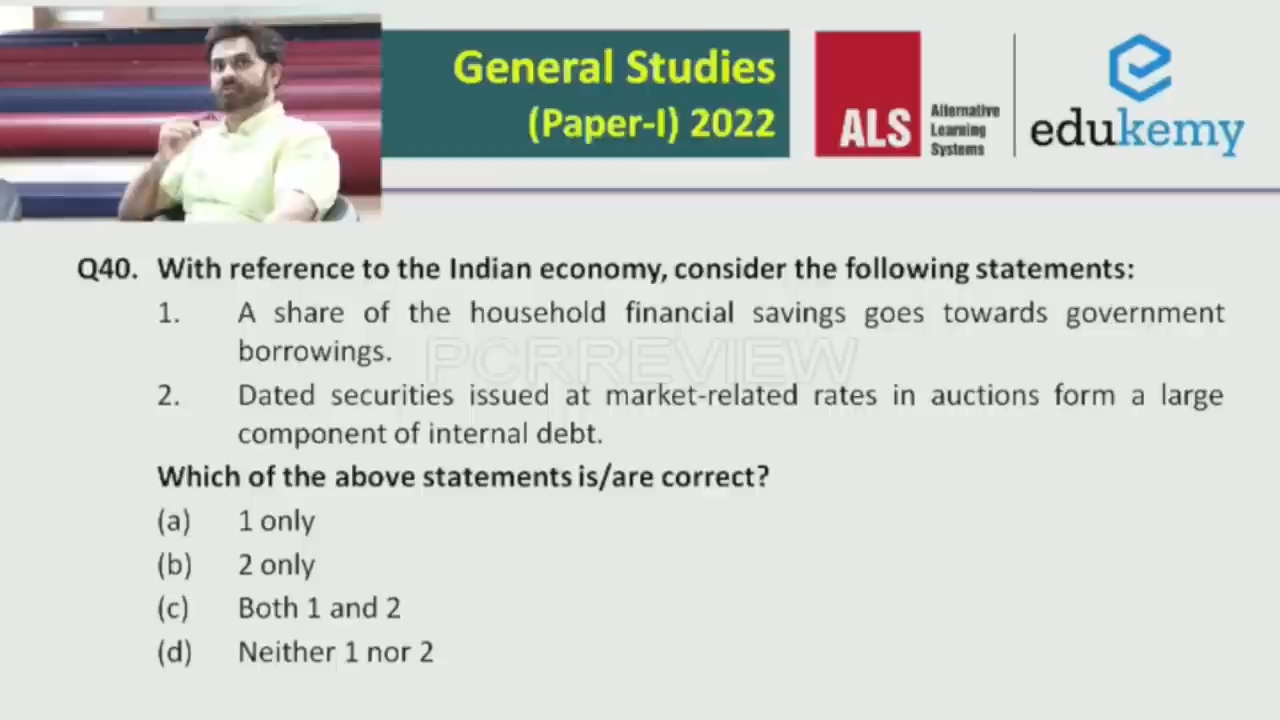 General Studies
(Paper-I) 2022
ALS
Alternative
Learning
Systems
edukemy
Q40. With reference to the Indian economy, consider the following statements:
1. A share of the household financial savings goes towards government
borrowings.
PCRREVIEW
2. Dated securities issued at market-related rates in auctions form a large
component of internal debt.
Which of the above statements is/are correct?
(a) 1 only
(b) 2 only
(c) Both 1 and 2
(d) Neither 1 nor 2